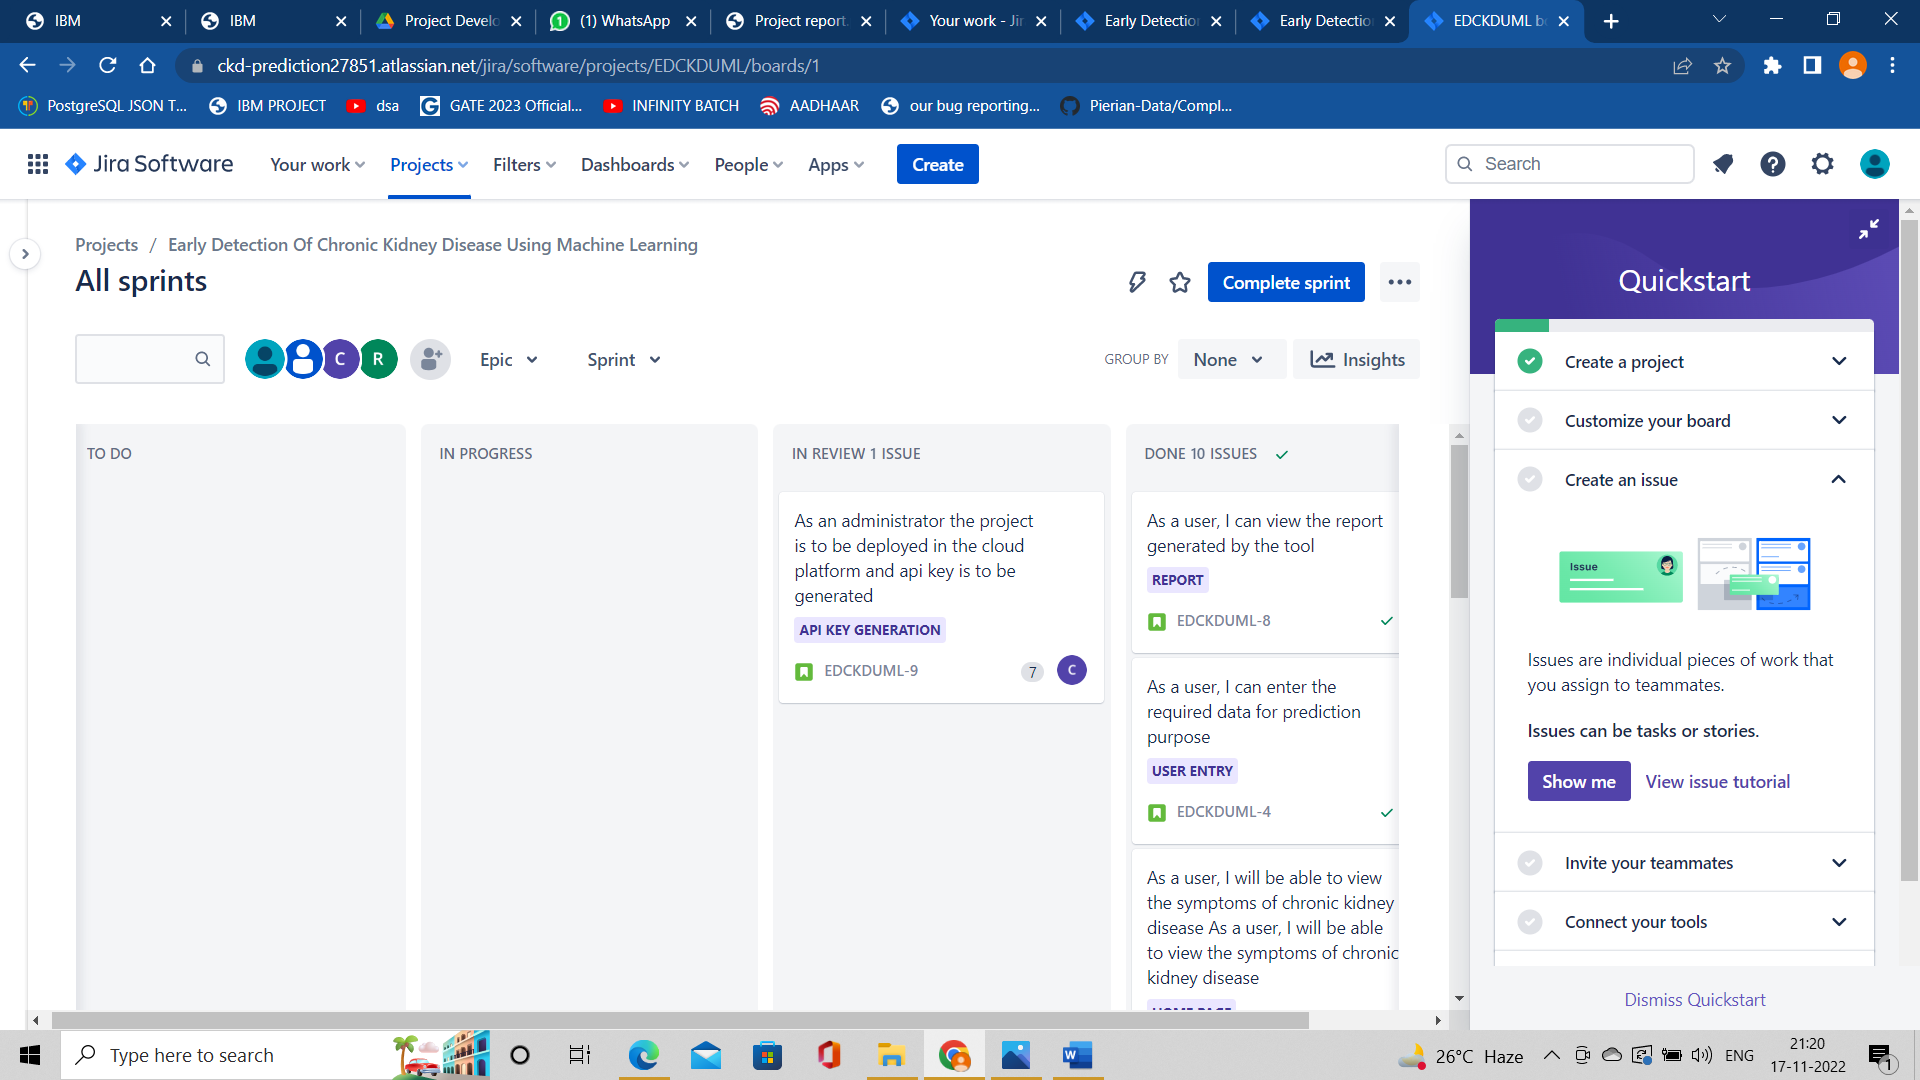 IBM
IBM
Project Develo
(1) WhatsApp
Project report.
Your work - Jir
Early Detectio
Early Detectio
EDCKDUML bo
ckd-prediction27851.atlassian.net/jira/software/projects/EDCKDUML/boards/1
PostgreSQL JSON T...
IBM PROJECT
dsa
GATE 2023 Official...
INFINITY BATCH
AADHAAR
our bug reporting...
Pierian-Data/Compl...
Jira Software
Your work
Projects
Filters
Dashboards
People
Apps
Create
Search
Projects / Early Detection Of Chronic Kidney Disease Using Machine Learning
All sprints
Complete sprint
C
R
Epic
Sprint
GROUP BY
None
Insights
TO DO
IN PROGRESS
IN REVIEW 1 ISSUE
As an administrator the project
is to be deployed in the cloud
platform and api key is to be
generated
API KEY GENERATION
EDCKDUML-9
7
C
DONE 10 ISSUES
As a user, I can view the report
generated by the tool
REPORT
EDCKDUML-8
As a user, I can enter the
required data for prediction
purpose
USER ENTRY
EDCKDUML-4
As a user, I will be able to view
the symptoms of chronic kidney
disease As a user, I will be able
to view the symptoms of chronic
kidney disease
HOME PAGE
Quickstart
Create a project
Customize your board
Create an issue
Issue
Issues are individual pieces of work that
you assign to teammates.
Issues can be tasks or stories.
Show me
View issue tutorial
Invite your teammates
Connect your tools
Dismiss Quickstart
Type here to search
26°C Haze
ENG
21:20
17-11-2022
1